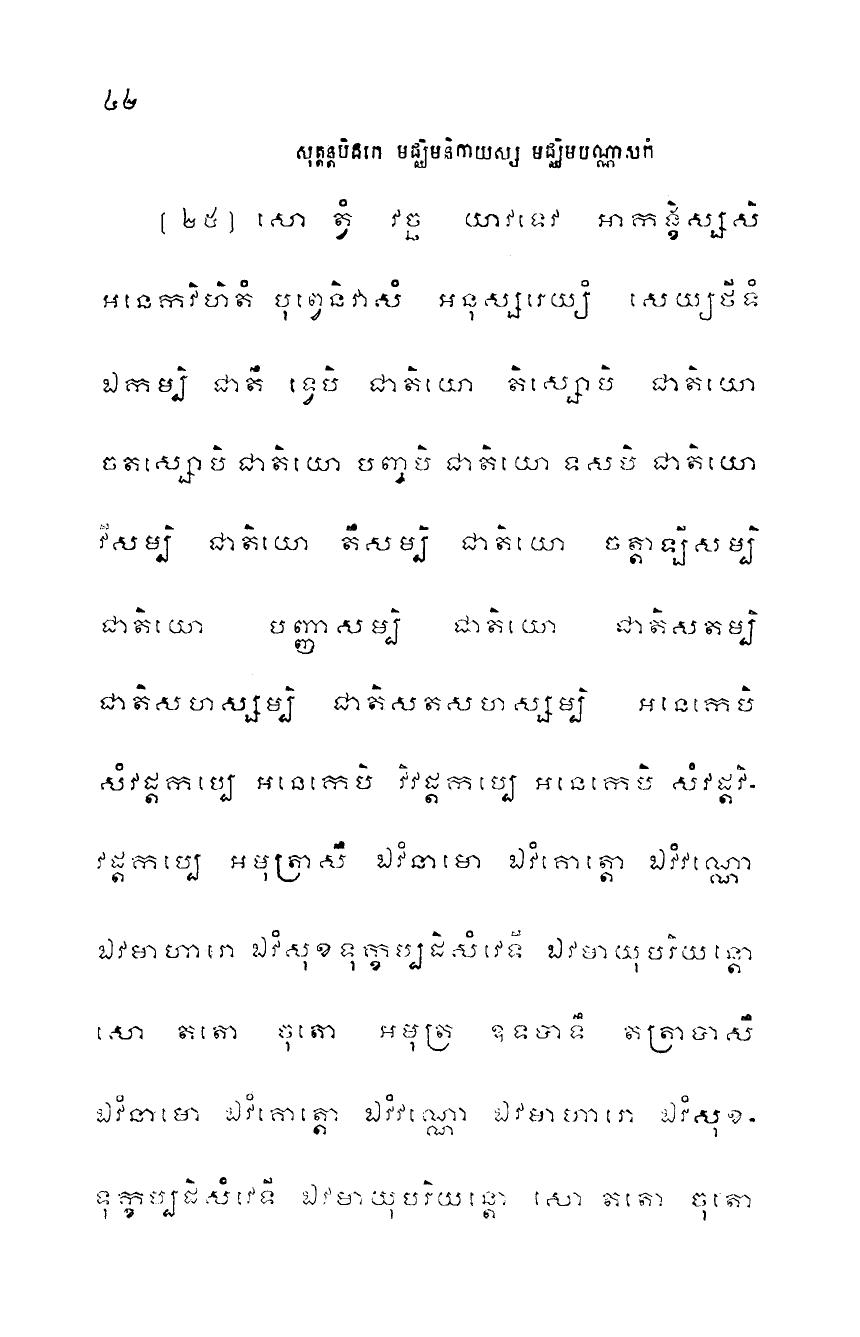 ៤២
សុត្តន្តបិដកេ មជ្ឈិមនិកាយស្ស មជ្ឈិមបណ្ណាសកំ
[២៥] សោ ត្វំ វច្ឆ យាវទេវ អាកង្ខិស្សសិ
អនេកវិហិតំ បុព្វេនិវាសំ អនុស្សរេយ្យំ សេយ្យថីទំ
ឯកម្បិ ជាតឹ ទ្វេបិ ជាតិយោ តិស្សោបិ ជាតិយោ
ចតស្សោបិ ជាតិយោ បញ្ចបិ ជាតិយោ ទសបិ ជាតិយោ
វីសម្បិ ជាតិយោ តឹសម្បិ ជាតិយោ ចត្តាឡីសម្បិ
ជាតិយោ បញ្ញាសម្បិ ជាតិយោ ជាតិសតម្បិ
ជាតិសហស្សម្បិ ជាតិសតសហស្សម្បិ អនេកេបិ
សំវដ្តកប្បេ អនេកេបិ វិវដ្តកប្បេ អនេកេបិ សំវដ្តវិ-
វដ្តកប្បេ អមុត្រាសឹ ឯវំនាមោ ឯវំគោត្តោ ឯវំវណ្ណោ
ឯវមាហារោ ឯវំសុខទុក្ខប្បដិសំវេទី ឯវមាយុបរិយន្តោ
សោ តតោ ចុតោ អមុត្រ ឧទបាទឹ តត្រាបាសឹ
ឯវំនាមោ ឯវំគោត្តោ ឯវំវណ្ណោ ឯវមាហារោ ឯវំសុខ-
ទុក្ខប្បដិសំវេទី ឯវមាយុបរិយន្តោ សោ តតោ ចុតោ